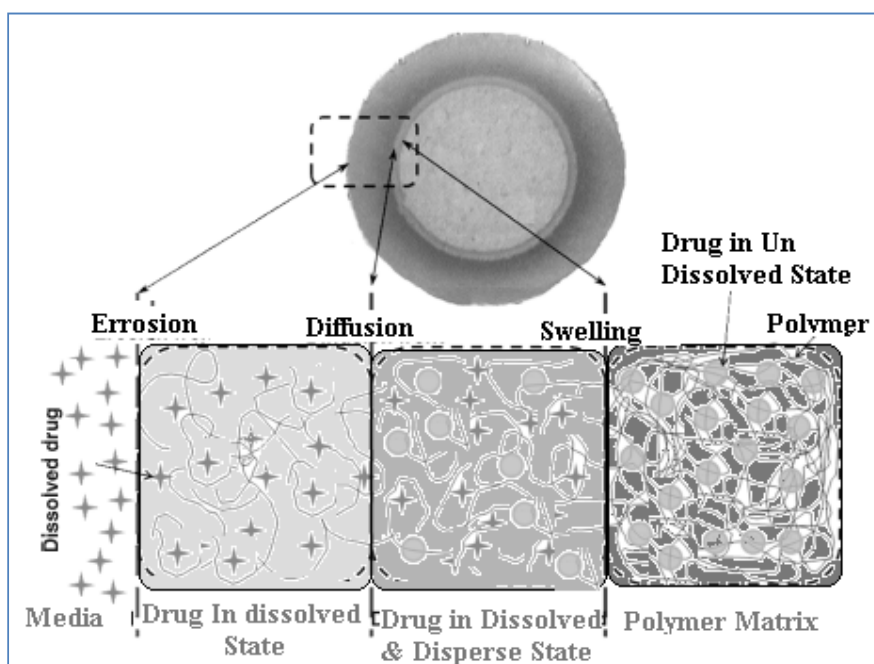 Drug in Un
Dissolved State
Errosion
Diffusion
Swelling
Polymer
Dissolved drug
Media
Drug In dissolved
State
Drug in Dissolved
& Disperse State
Polymer Matrix